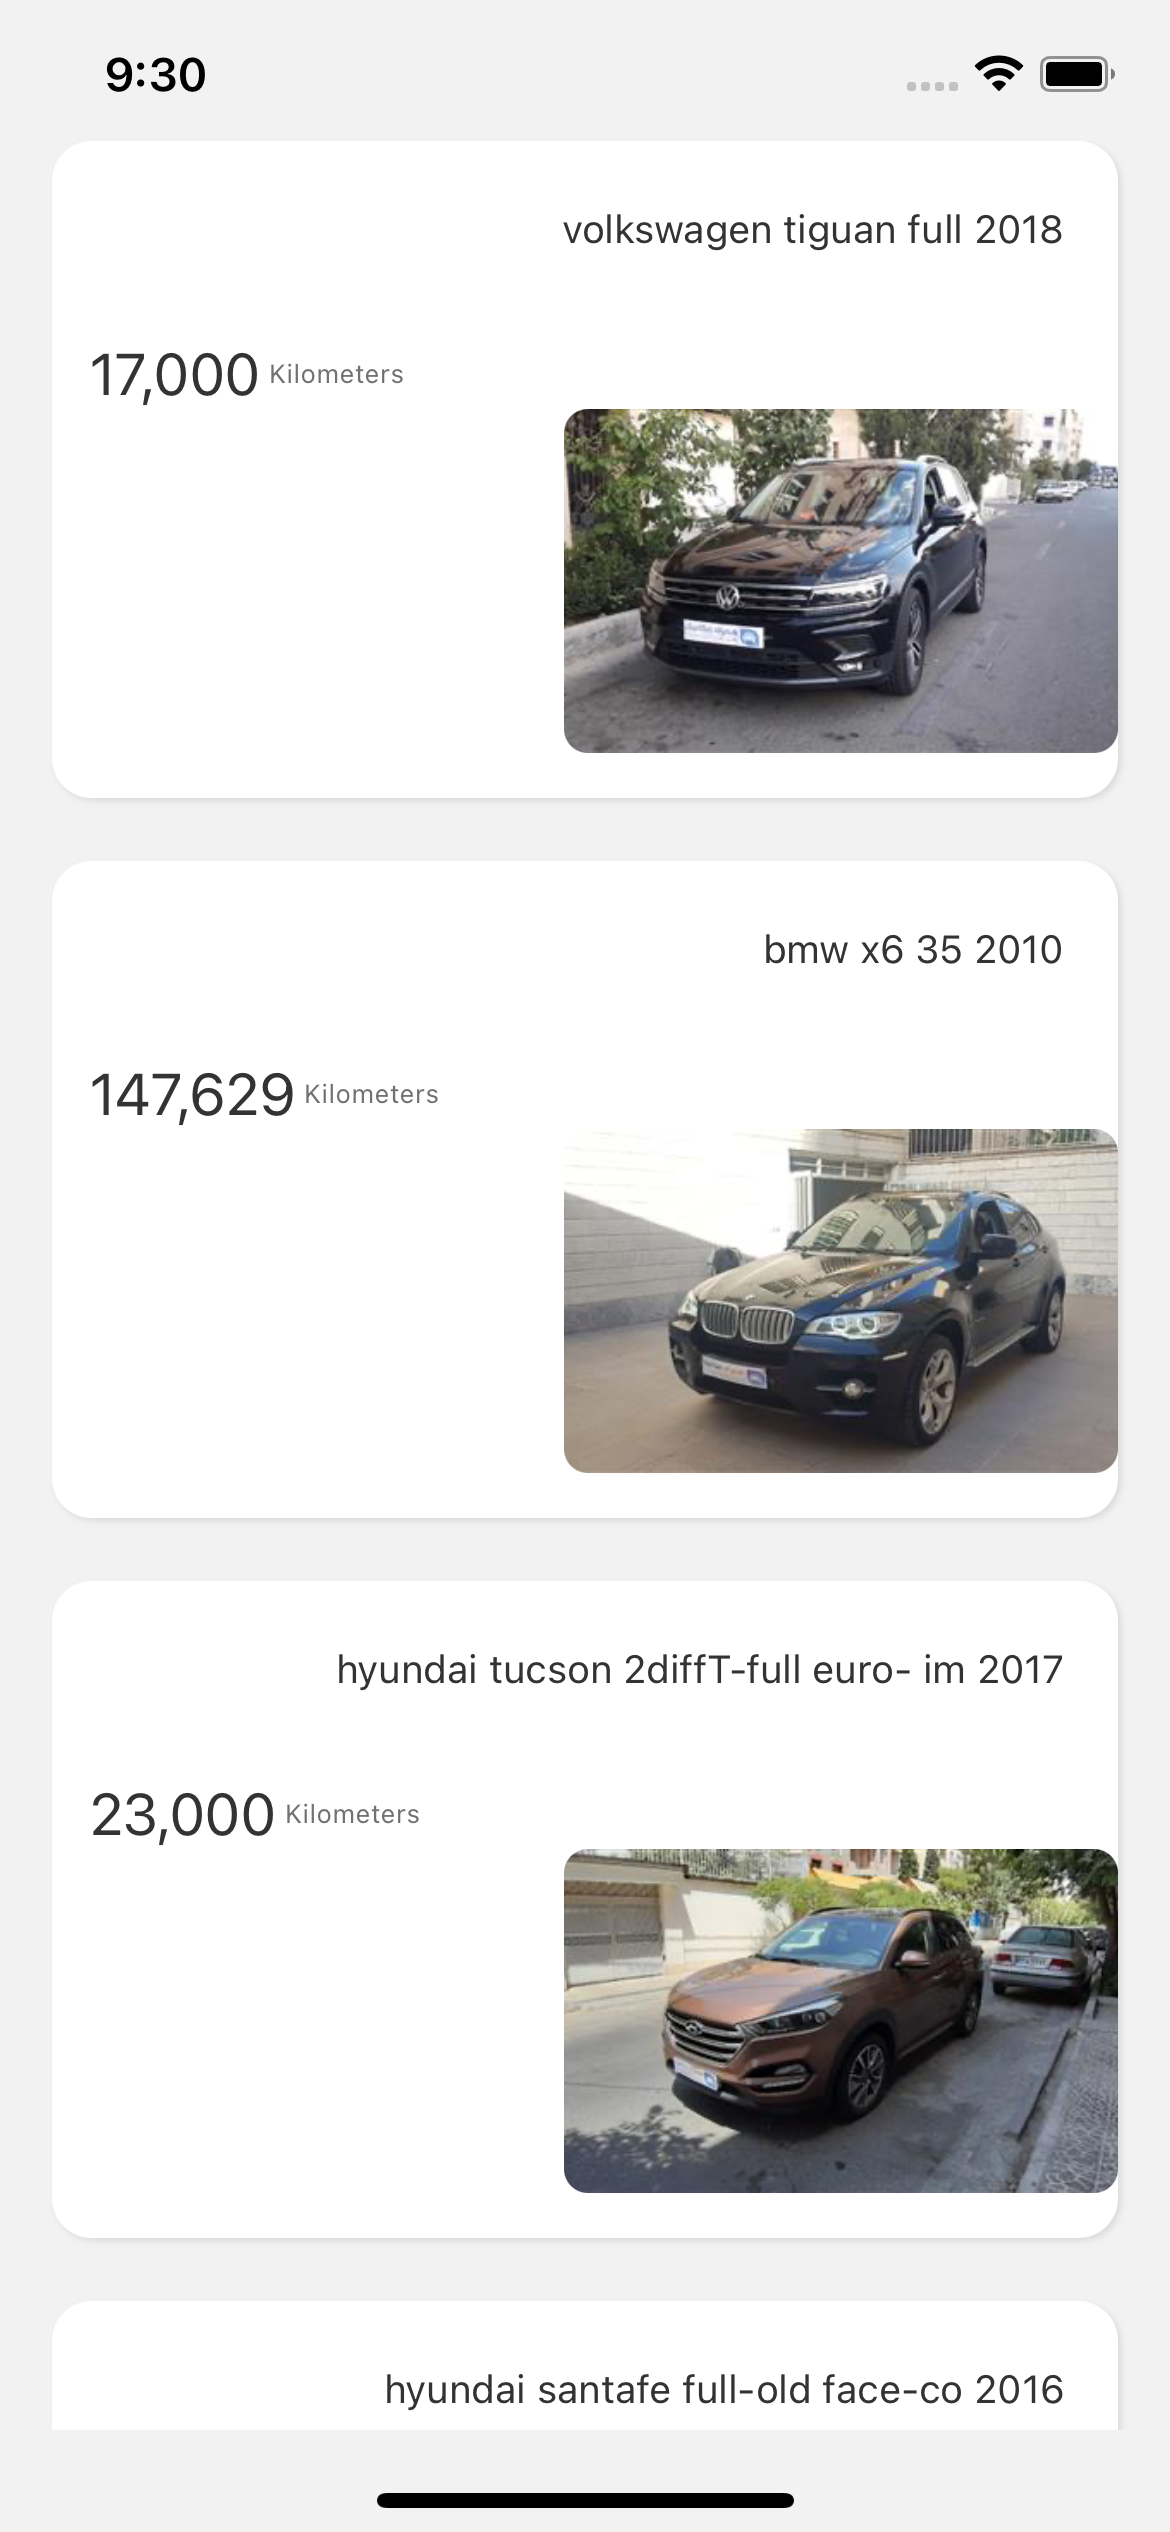 9:30
volkswagen tiguan full 2018
17,000 Kilometers
bmw x6 35 2010
147,629 Kilometers
hyundai tucson 2diffT-full euro- im 2017
23,000 Kilometers
hyundai santafe full-old face-co 2016